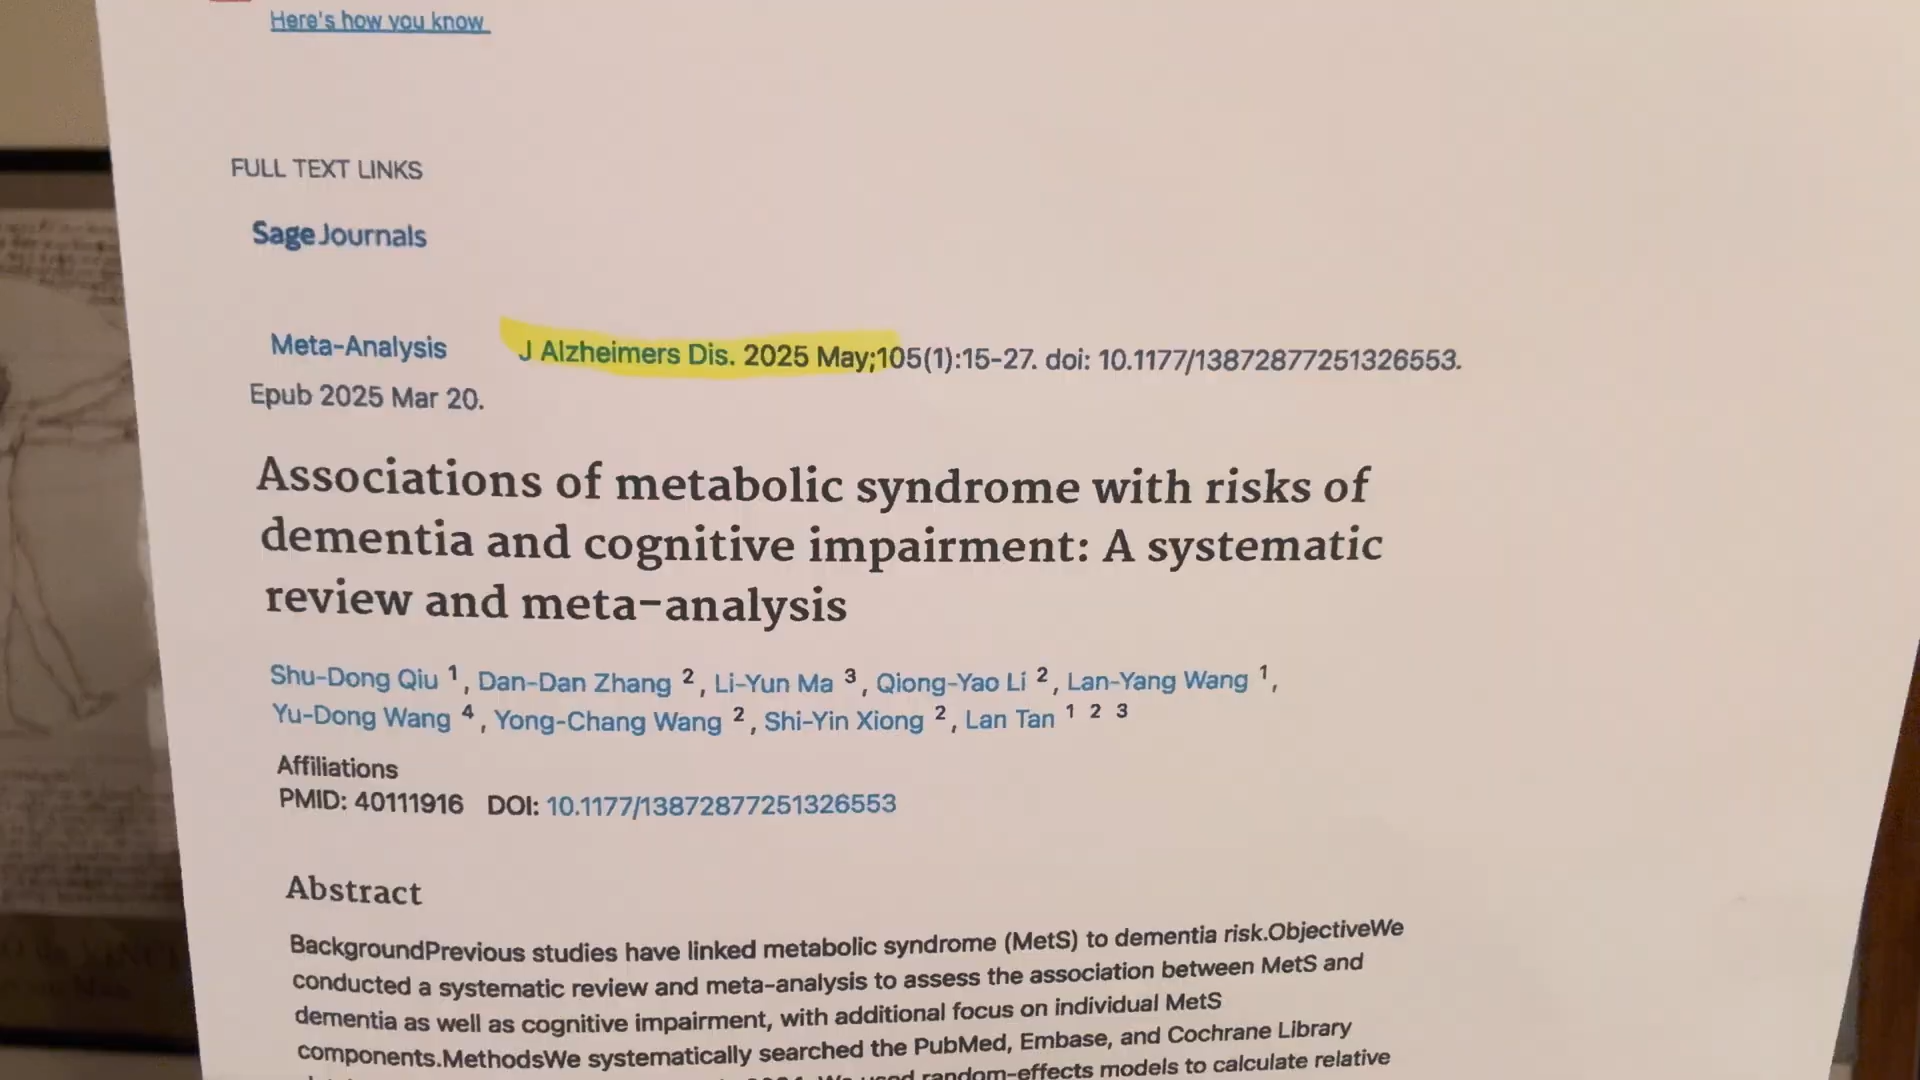 Here's how you know
FULL TEXT LINKS
Sage Journals
Meta-Analysis J Alzheimers Dis. 2025 May;105(1):15-27. doi: 10.1177/13872877251326553.
Epub 2025 Mar 20.
Associations of metabolic syndrome with risks of
dementia and cognitive impairment: A systematic
review and meta-analysis
Shu-Dong Qiu 1, Dan-Dan Zhang 2, Li-Yun Ma 3, Qiong-Yao Li 2, Lan-Yang Wang 1,
Yu-Dong Wang 4, Yong-Chang Wang 2, Shi-Yin Xiong 2, Lan Tan 1 2 3
Affiliations
PMID: 40111916 DOI: 10.1177/13872877251326553
Abstract
BackgroundPrevious studies have linked metabolic syndrome (MetS) to dementia risk.ObjectiveWe
conducted a systematic review and meta-analysis to assess the association between MetS and
dementia as well as cognitive impairment, with additional focus on individual MetS
components.MethodsWe systematically searched the PubMed, Embase, and Cochrane Library
random-effects models to calculate relative